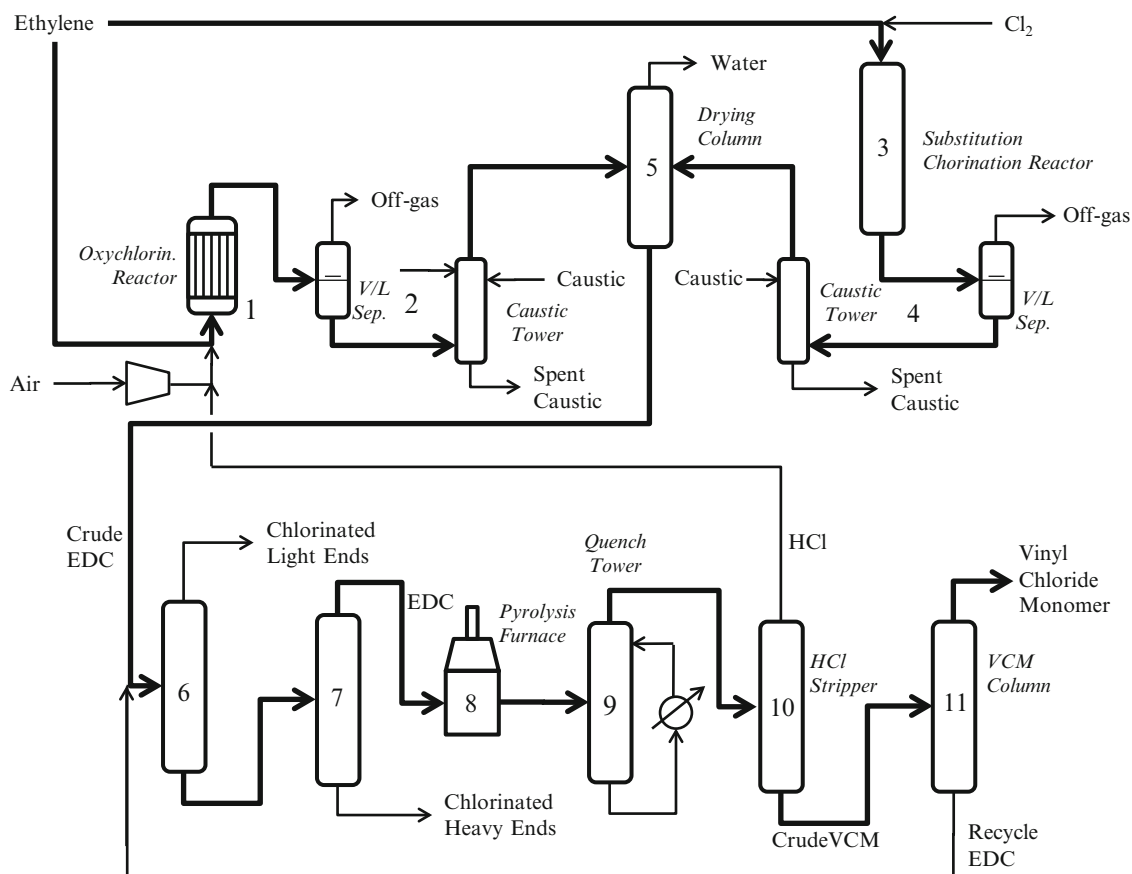 Ethylene
Cl2
Water
Drying
Column
3
Substitution
Chorination Reactor
5
Off-gas
Off-gas
Oxychlorin.
Reactor
1
V/L
Sep.
2
Caustic
Caustic
Tower
Caustic
Caustic
Tower
4
V/L
Sep.
Air
Spent
Caustic
Spent
Caustic
Crude
EDC
Chlorinated
Light Ends
Quench
Tower
HCl
Vinyl
Chloride
Monomer
EDC
Pyrolysis
Furnace
6
7
8
9
10
HCl
Stripper
11
VCM
Column
Chlorinated
Heavy Ends
CrudeVCM
Recycle
EDC